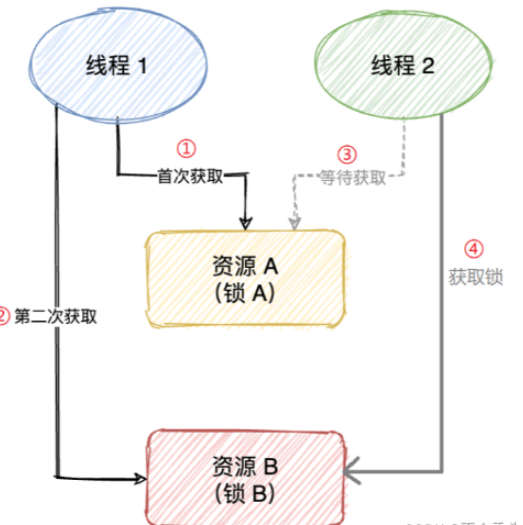 线程 1
线程 2
①
首次获取
③
等待获取
④
获取锁
资源 A
(锁 A)
② 第二次获取
资源 B
(锁 B)